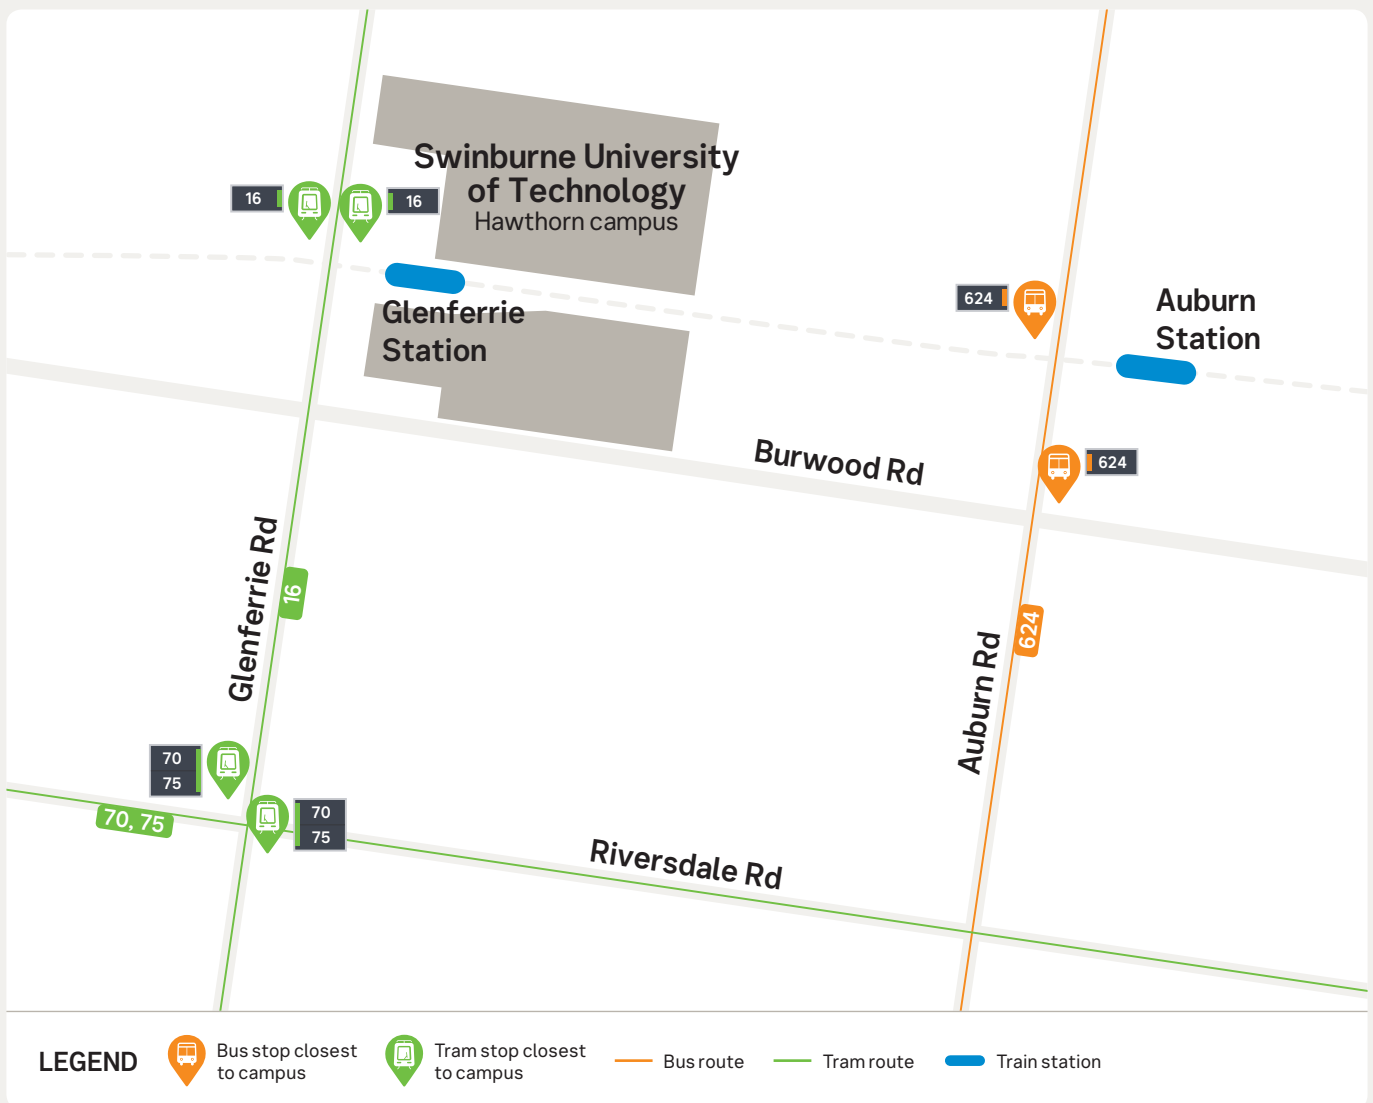 Swinburne University
of Technology
Hawthorn campus
16
16
Glenferrie
Station
624
Auburn
Station
Burwood Rd
624
Glenferrie Rd
16
624
Auburn Rd
70
75
70, 75
70
75
Riversdale Rd
LEGEND
Bus stop closest
to campus
Tram stop closest
to campus
Bus route
Tram route
Train station